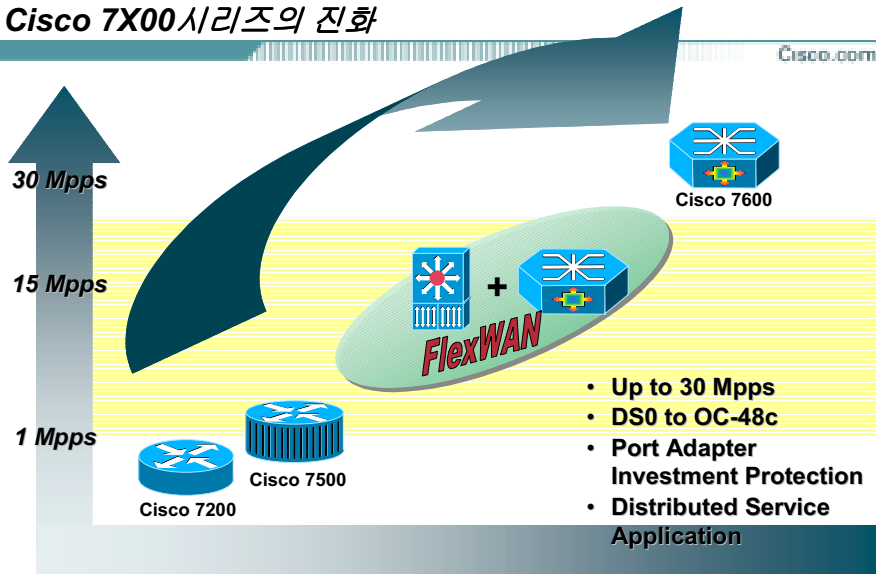 Cisco 7X00시리즈의 진화
Cisco.com
30 Mpps
Cisco 7600
15 Mpps
+
FlexWAN
1 Mpps
Cisco 7500
Cisco 7200
• Up to 30 Mpps
• DS0 to OC-48c
• Port Adapter
Investment Protection
• Distributed Service
Application